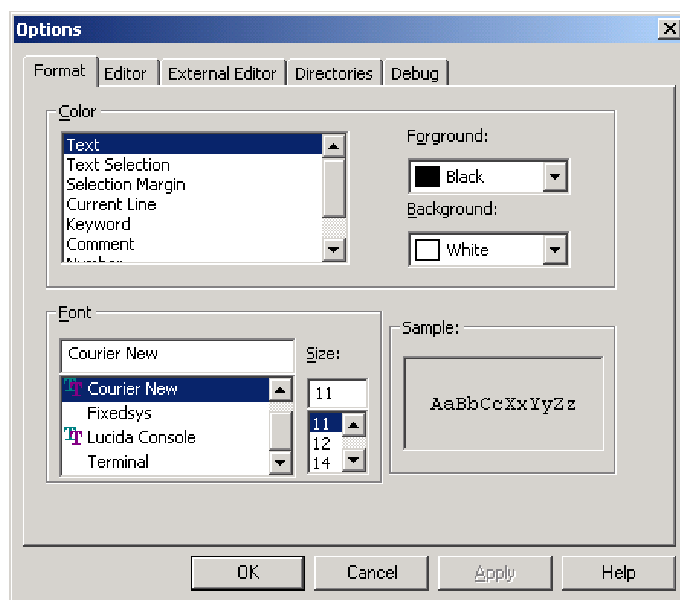 Options
Format Editor External Editor Directories Debug
Color
Text
Text Selection
Selection Margin
Current Line
Keyword
Comment
Forground:
Black
Background:
White
Font
Courier New
Courier New
Fixedsys
Lucida Console
Terminal
Size:
11
11
12
14
Sample:
AaBbCcXxYyZz
OK Cancel Apply Help